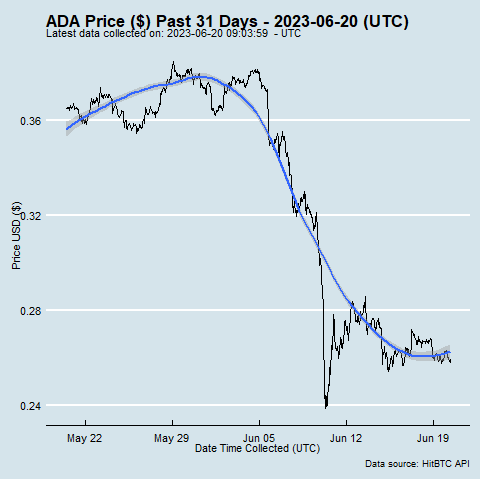 ADA Price ($) Past 31 Days - 2023-06-20 (UTC)
Latest data collected on: 2023-06-20 09:03:59 - UTC
Price USD ($)
0.36
0.32
0.28
0.24
May 22
May 29
Jun 05
Jun 12
Jun 19
Date Time Collected (UTC)
Data source: HitBTC API